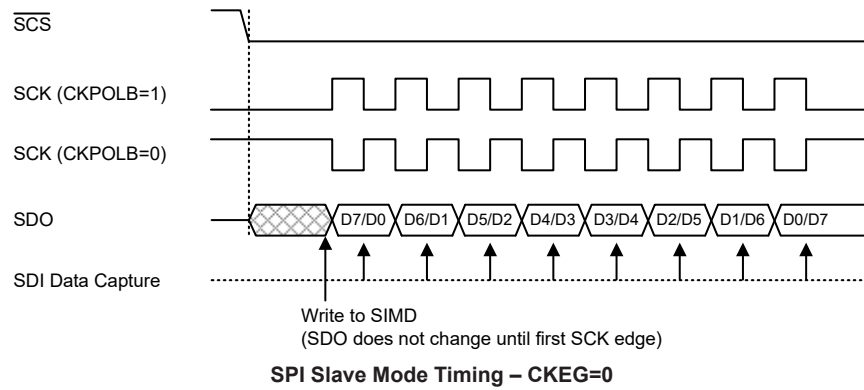 SCS
SCK (CKPOLB=1)
SCK (CKPOLB=0)
SDO
D7/D0 D6/D1 D5/D2 D4/D3 D3/D4 D2/D5 D1/D6 D0/D7
SDI Data Capture
Write to SIMD
(SDO does not change until first SCK edge)
SPI Slave Mode Timing – CKEG=0